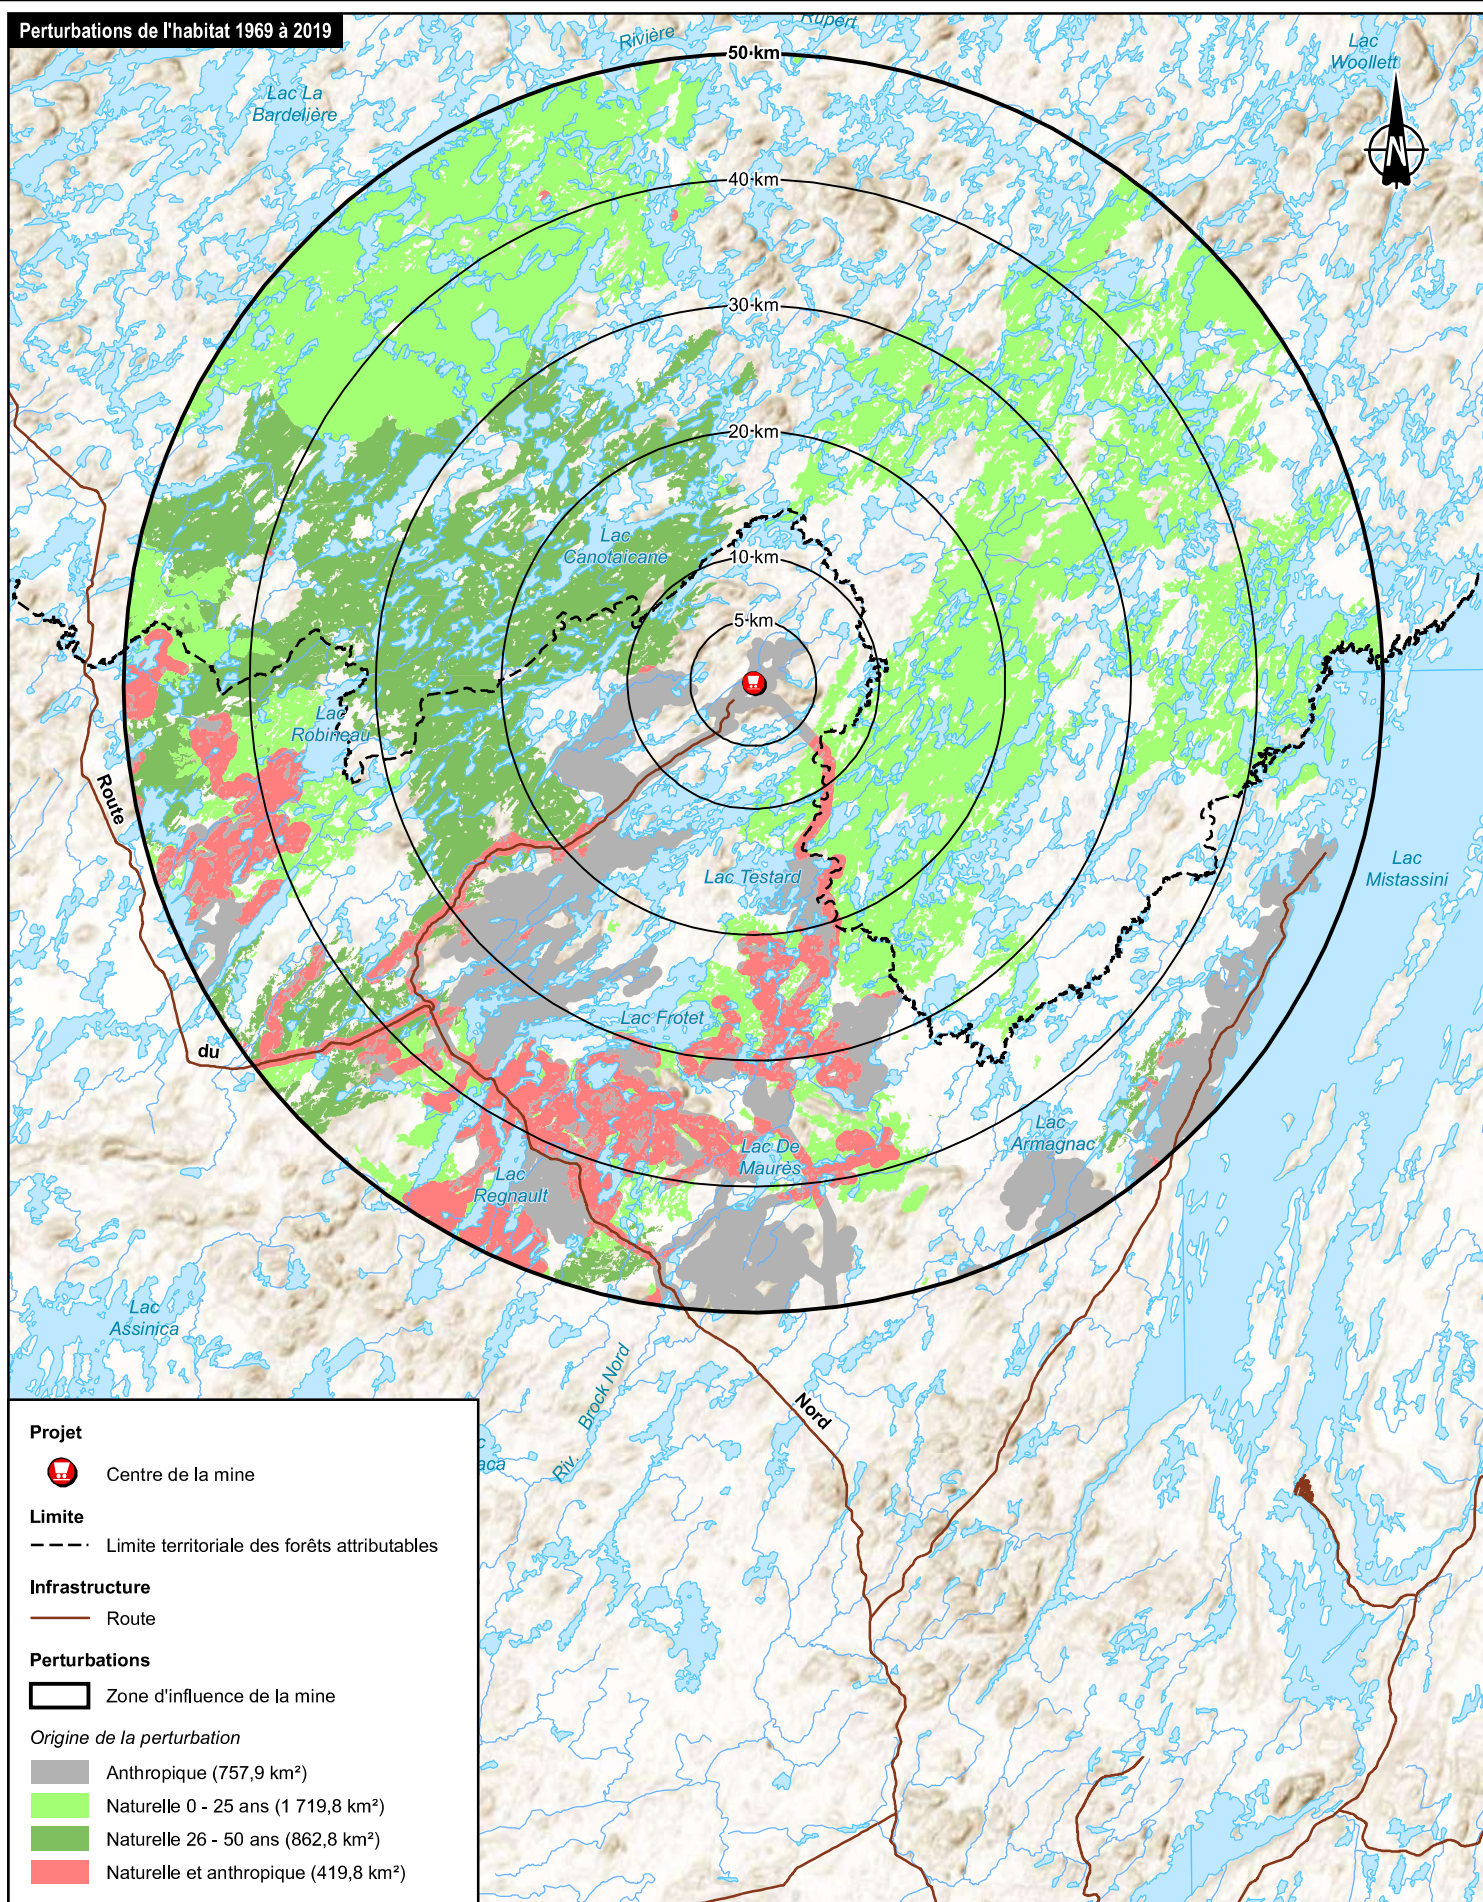 Perturbations de l'habitat 1969 à 2019
Rivière
Rupert
Lac
Woollett
50 km
Lac La
Bardelière
N
40 km
30 km
20 km
Lac
Canotaicane
10 km
5 km
Lac
Robineau
Route
Lac Testard
Lac
Mistassini
Lac Frotet
du
Lac
Armagnac
Lac De
Maurès
Lac
Regnault
Lac
Assinica
Riv. Brock Nord
Nord
aca
Projet
Centre de la mine
Limite
Limite territoriale des forêts attribuables
Infrastructure
Route
Perturbations
Zone d'influence de la mine
Origine de la perturbation
Anthropique (757,9 km²)
Naturelle 0 - 25 ans (1 719,8 km²)
Naturelle 26 - 50 ans (862,8 km²)
Naturelle et anthropique (419,8 km²)